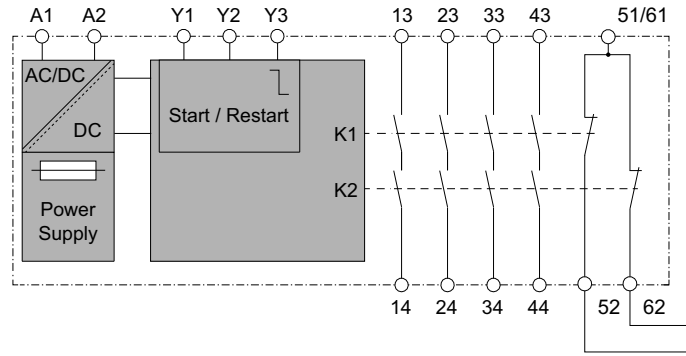 A1 A2 Y1 Y2 Y3 13 23 33 43 51/61
AC/DC
DC
Start / Restart
K1
K2
Power
Supply
14 24 34 44 52 62